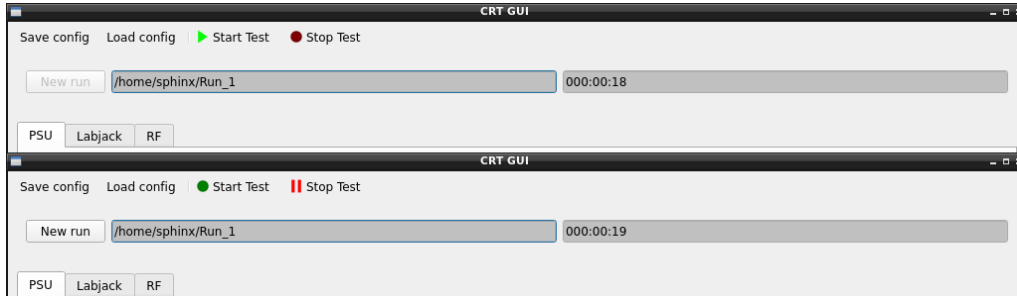 CRT GUI
Save config Load config Start Test Stop Test
New run /home/sphinx/Run_1 000:00:18
PSU Labjack RF
CRT GUI
Save config Load config Start Test Stop Test
New run /home/sphinx/Run_1 000:00:19
PSU Labjack RF